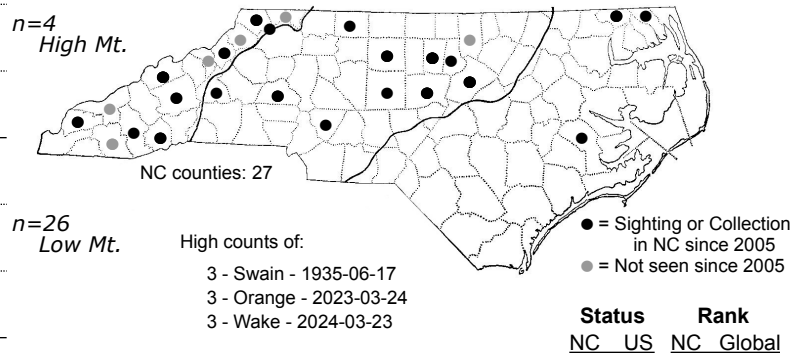 n=4
High Mt.
NC counties: 27
n=26
Low Mt.
High counts of:
3 - Swain - 1935-06-17
3 - Orange - 2023-03-24
3 - Wake - 2024-03-23
= Sighting or Collection
in NC since 2005
= Not seen since 2005
Status Rank
NC US NC Global